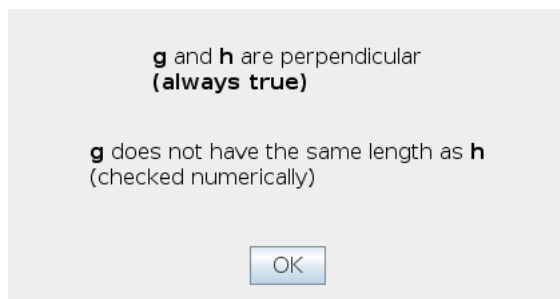 g and h are perpendicular
(always true)
g does not have the same length as h
(checked numerically)
OK